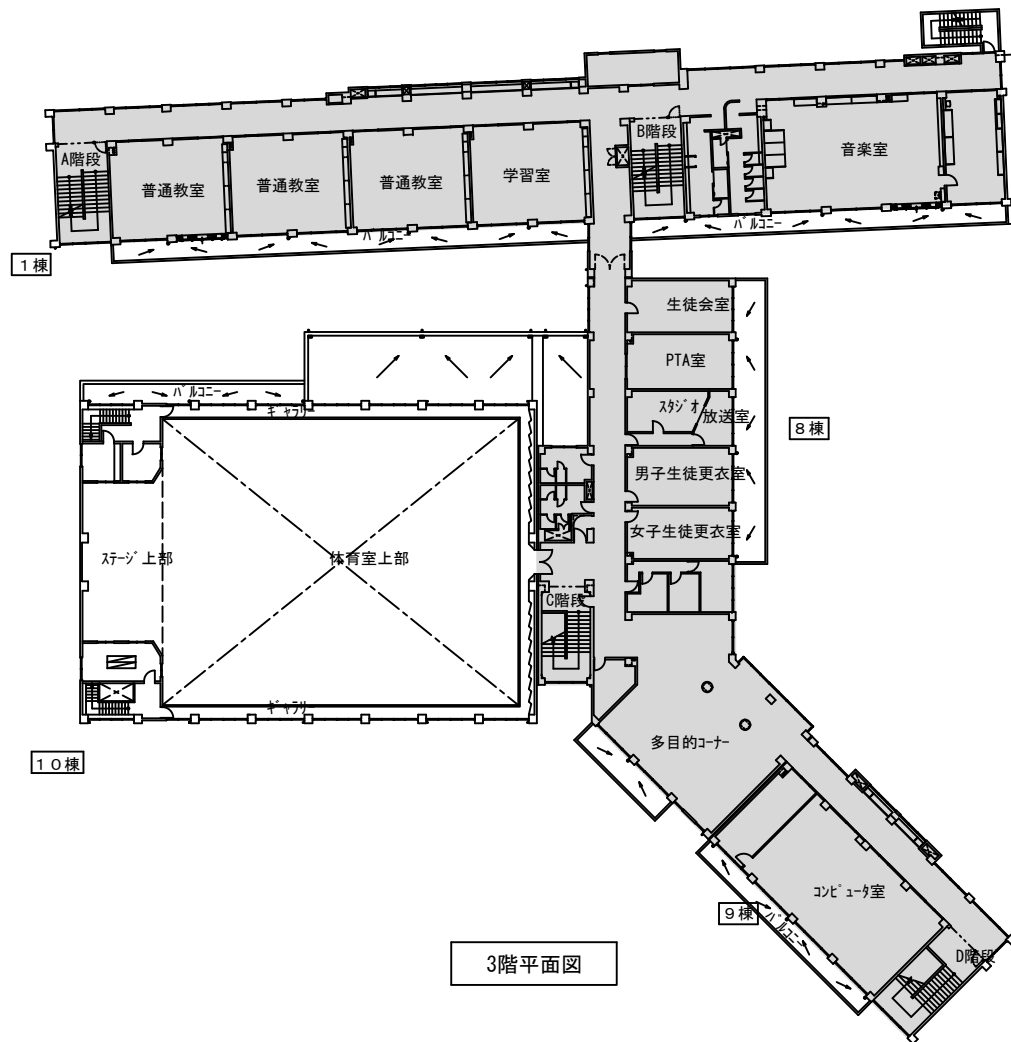 A階段
普通教室
普通教室
普通教室
学習室
B階段
音楽室
バルコニー
バルコニー
1棟
生徒会室
PTA室
スタジオ
放送室
8棟
男子生徒更衣室
女子生徒更衣室
バルコニー
ギャラリー
ステージ上部
体育室上部
C階段
ギャラリー
10棟
多目的コーナー
コンピュータ室
9棟
バルコニー
D階段
3階平面図